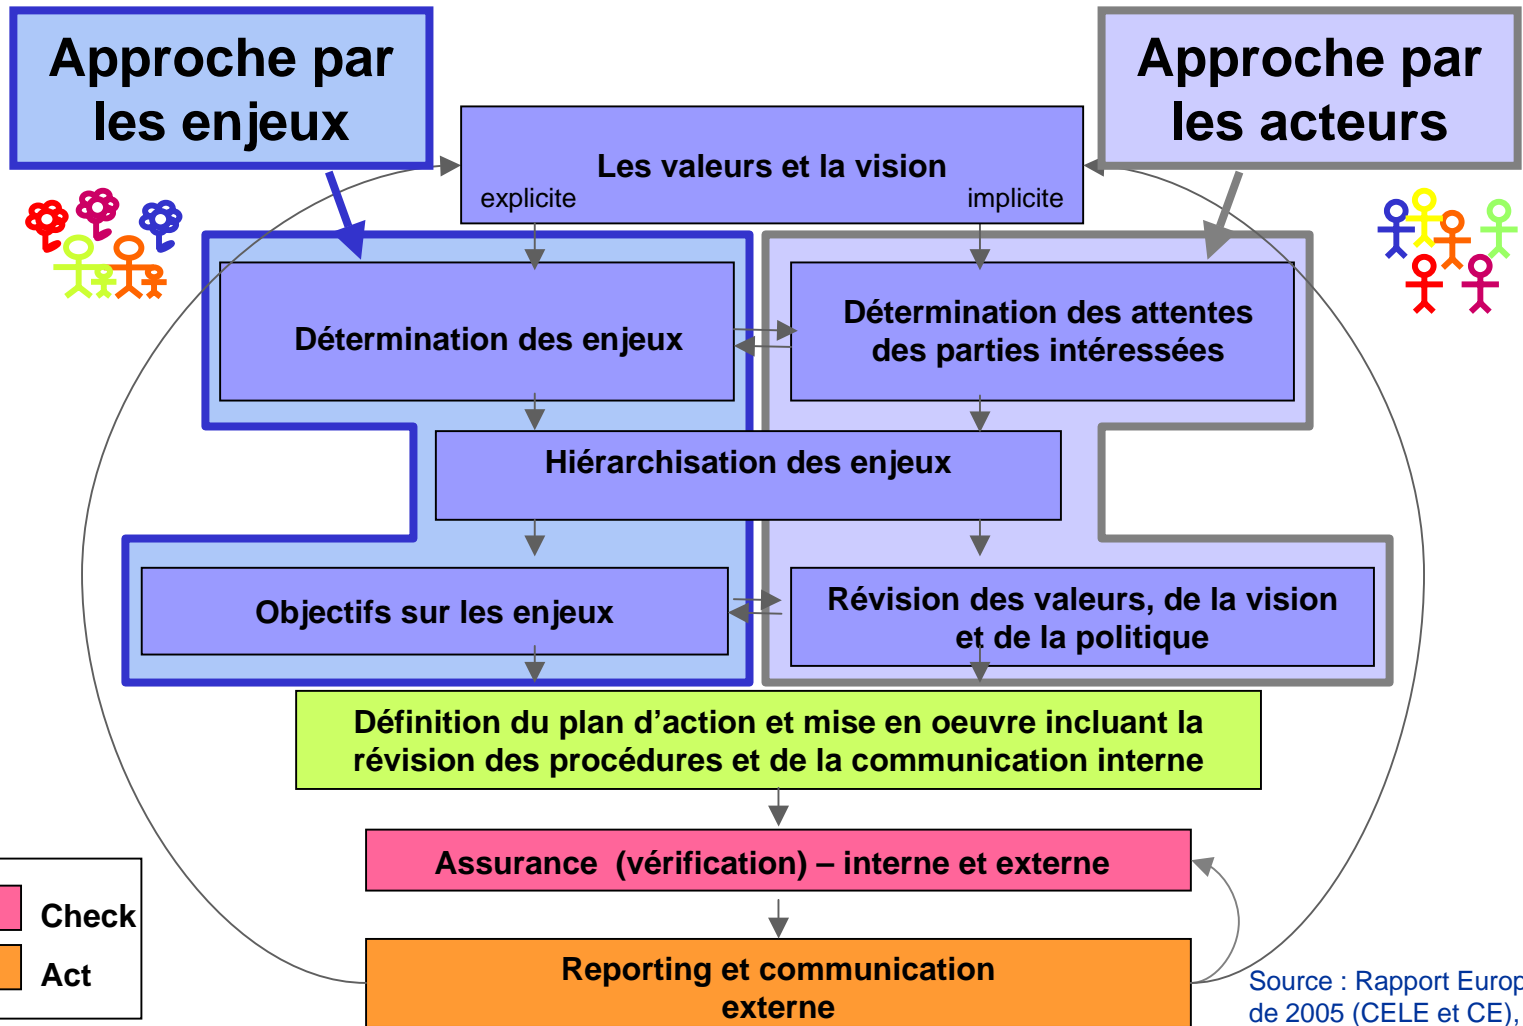 Approche par
les enjeux
Approche par
les acteurs
Les valeurs et la vision
explicite
implicite
Détermination des enjeux
Détermination des attentes
des parties intéressées
Hiérarchisation des enjeux
Objectifs sur les enjeux
Révision des valeurs, de la vision
et de la politique
Définition du plan d’action et mise en oeuvre incluant la
révision des procédures et de la communication interne
Assurance (vérification) – interne et externe
Check
Act
Reporting et communication
externe
Source : Rapport Europ
de 2005 (CELE et CE),